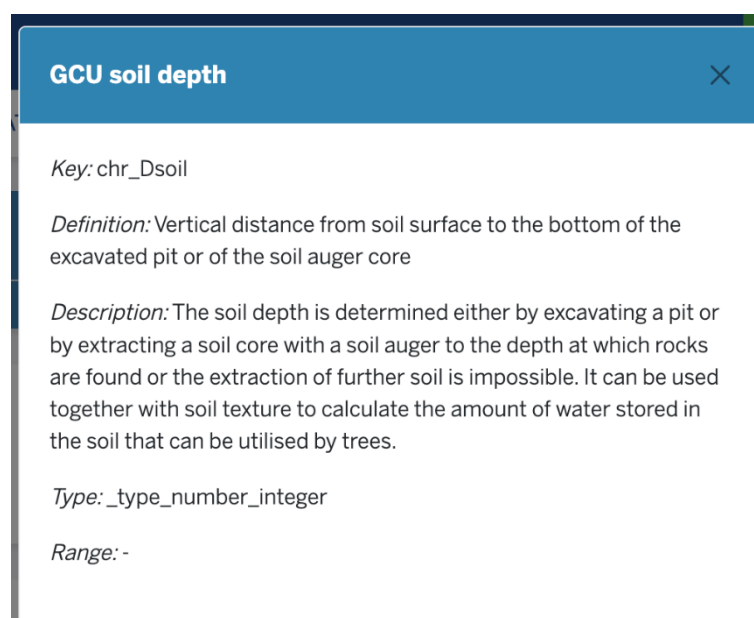 GCU soil depth
Key: chr_Dsoil
Definition: Vertical distance from soil surface to the bottom of the
excavated pit or of the soil auger core
Description: The soil depth is determined either by excavating a pit or
by extracting a soil core with a soil auger to the depth at which rocks
are found or the extraction of further soil is impossible. It can be used
together with soil texture to calculate the amount of water stored in
the soil that can be utilised by trees.
Type: _type_number_integer
Range: -